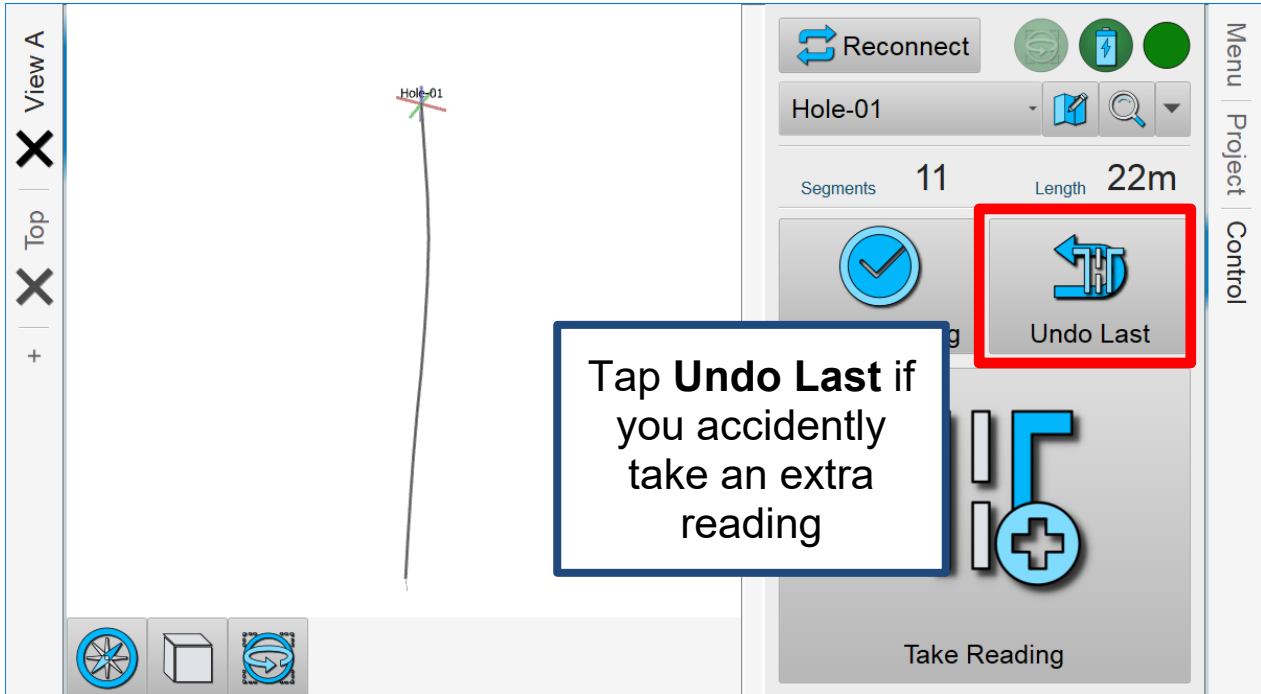 View A
Top
+
Hole-01
Reconnect
Hole-01
Segments 11 Length 22m
Undo Last
Tap Undo Last if
you accidently
take an extra
reading
Take Reading
Menu
Project
Control